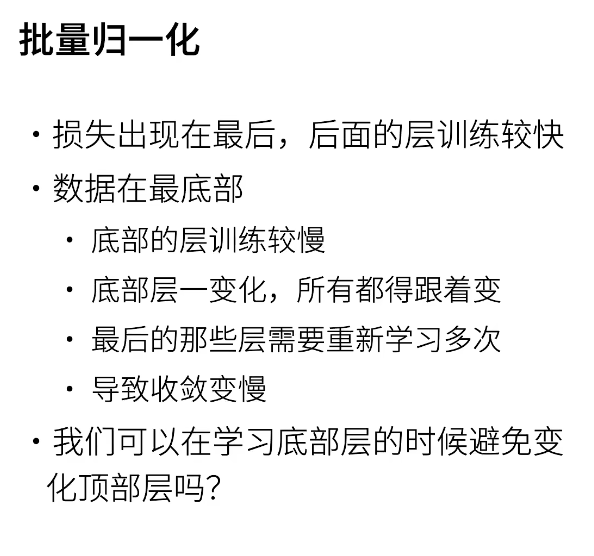 批量归一化
• 损失出现在最后，后面的层训练较快
• 数据在最底部
• 底部的层训练较慢
• 底部层一变化，所有都得跟着变
• 最后的那些层需要重新学习多次
• 导致收敛变慢
• 我们可以在学习底部层的时候避免变
化顶部层吗？